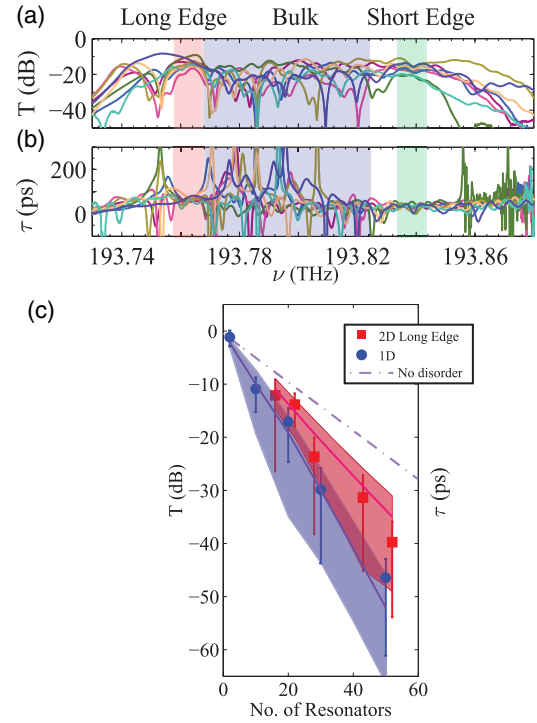 (a) Long Edge Bulk Short Edge
0
−20
−40
T (dB)
(b)
200
0
τ (ps)
193.74 193.78 193.82 193.86
ν (THz)
(c)
0
−10
−20
−30
−40
−50
−60
T (dB)
2D Long Edge
1D
No disorder
τ (ps)
0 20 40 60
No. of Resonators